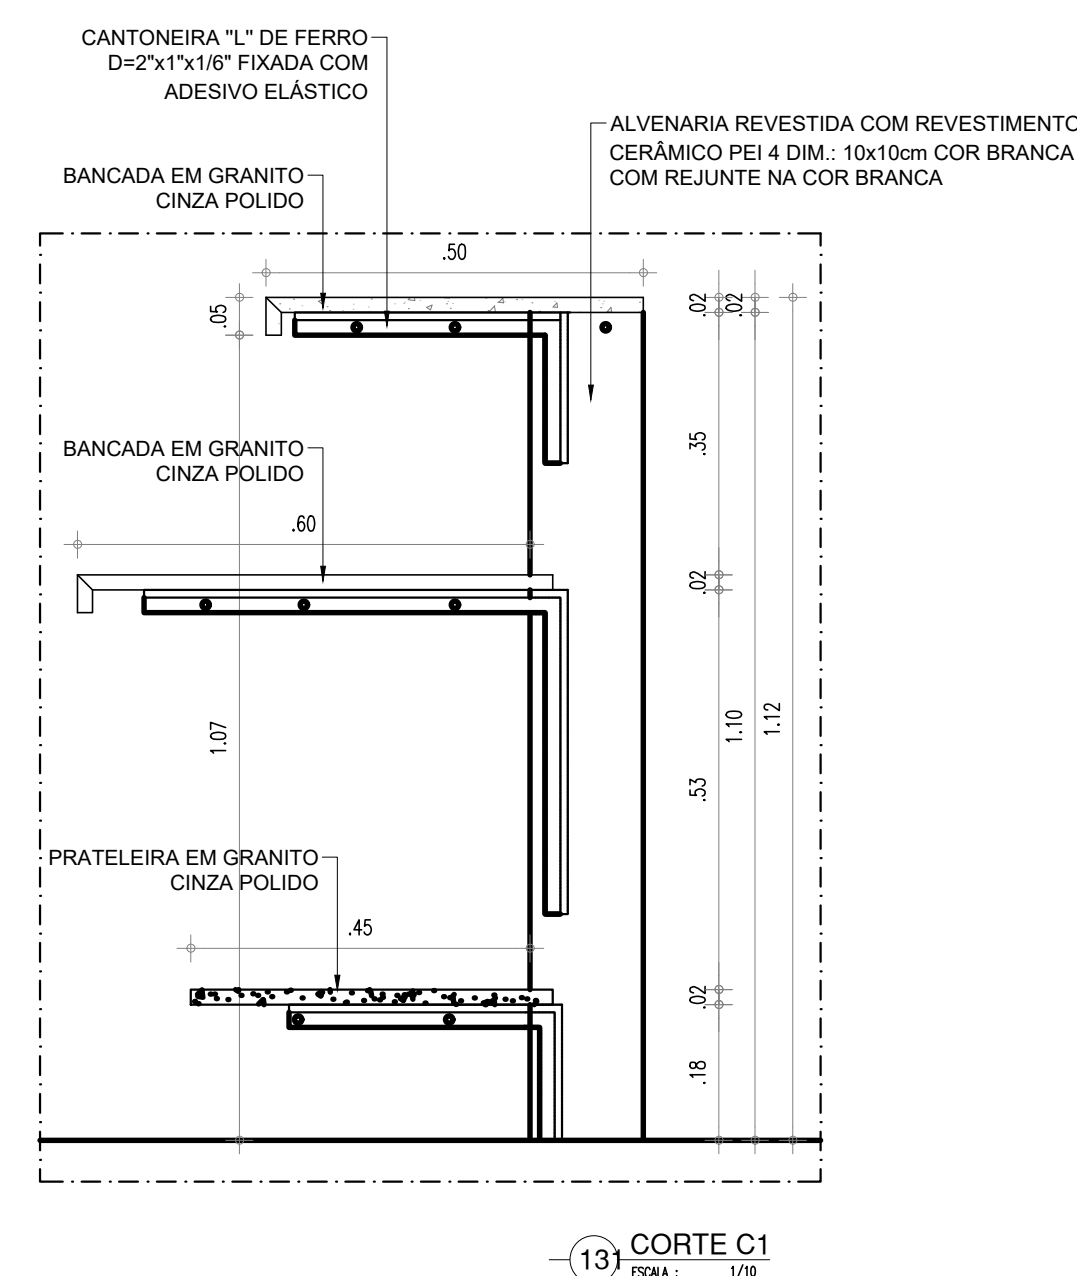 CANTONEIRA "L" DE FERRO
D=2"x1"x1/6" FIXADA COM
ADESIVO ELÁSTICO
ALVENARIA REVESTIDA COM REVESTIMENTO
CERÂMICO PEI 4 DIM.: 10x10cm COR BRANCA
COM REJUNTE NA COR BRANCA
BANCADA EM GRANITO
CINZA POLIDO
.50
.05
.02
.02
.35
BANCADA EM GRANITO
CINZA POLIDO
.60
.02
1.07
1.10
1.12
.53
PRATELEIRA EM GRANITO
CINZA POLIDO
.45
.02
.18
131 CORTE C1
ESCALA : 1/10